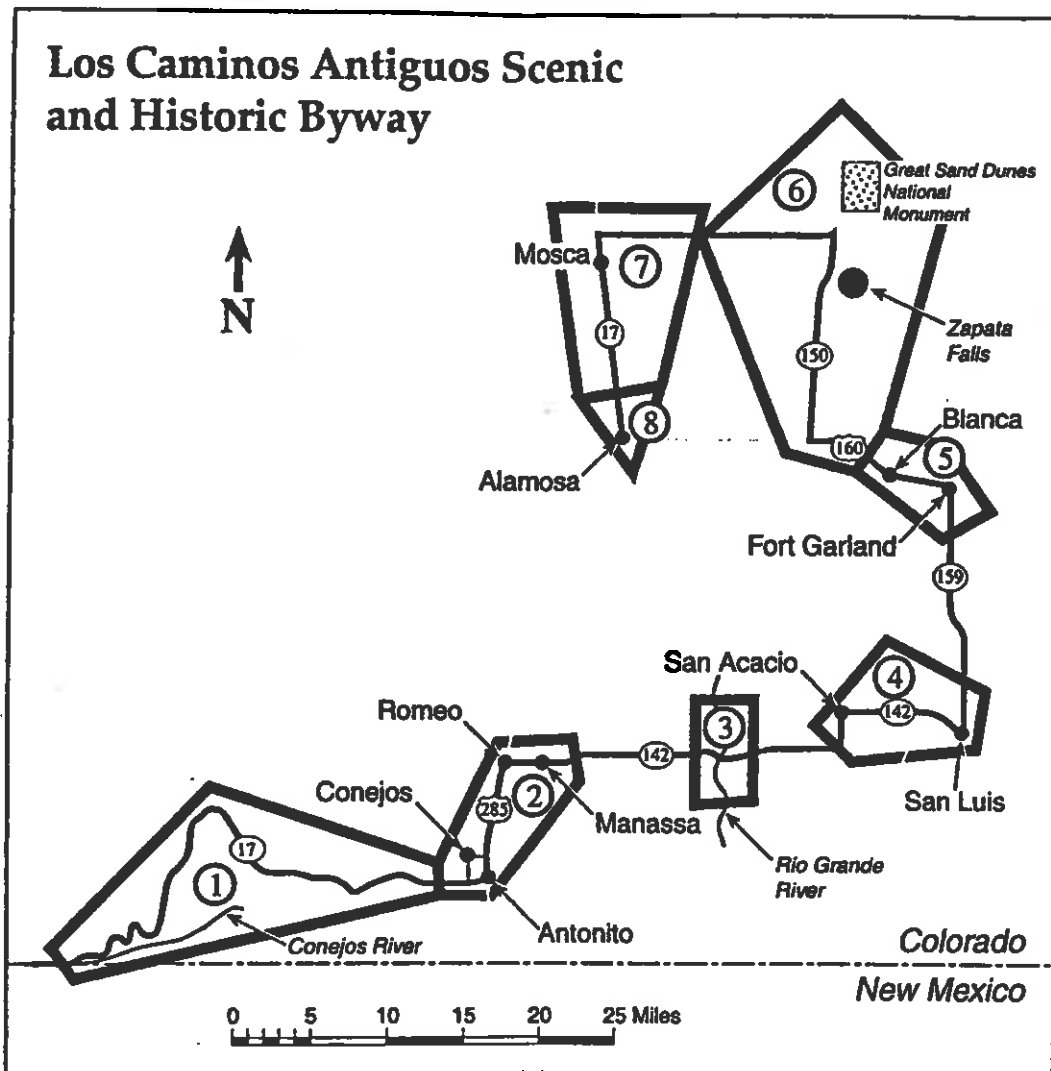 Los Caminos Antiguos Scenic
and Historic Byway
N
6
Great Sand Dunes
National
Monument
Mosca
7
17
Zapata
Falls
150
8
Blanca
160
5
Alamosa
Fort Garland
159
San Acacio
4
142
Romeo
3
142
San Luis
Conejos
285
2
Manassa
Rio Grande
River
17
1
Antonito
Conejos River
Colorado
New Mexico
0 5 10 15 20 25 Miles